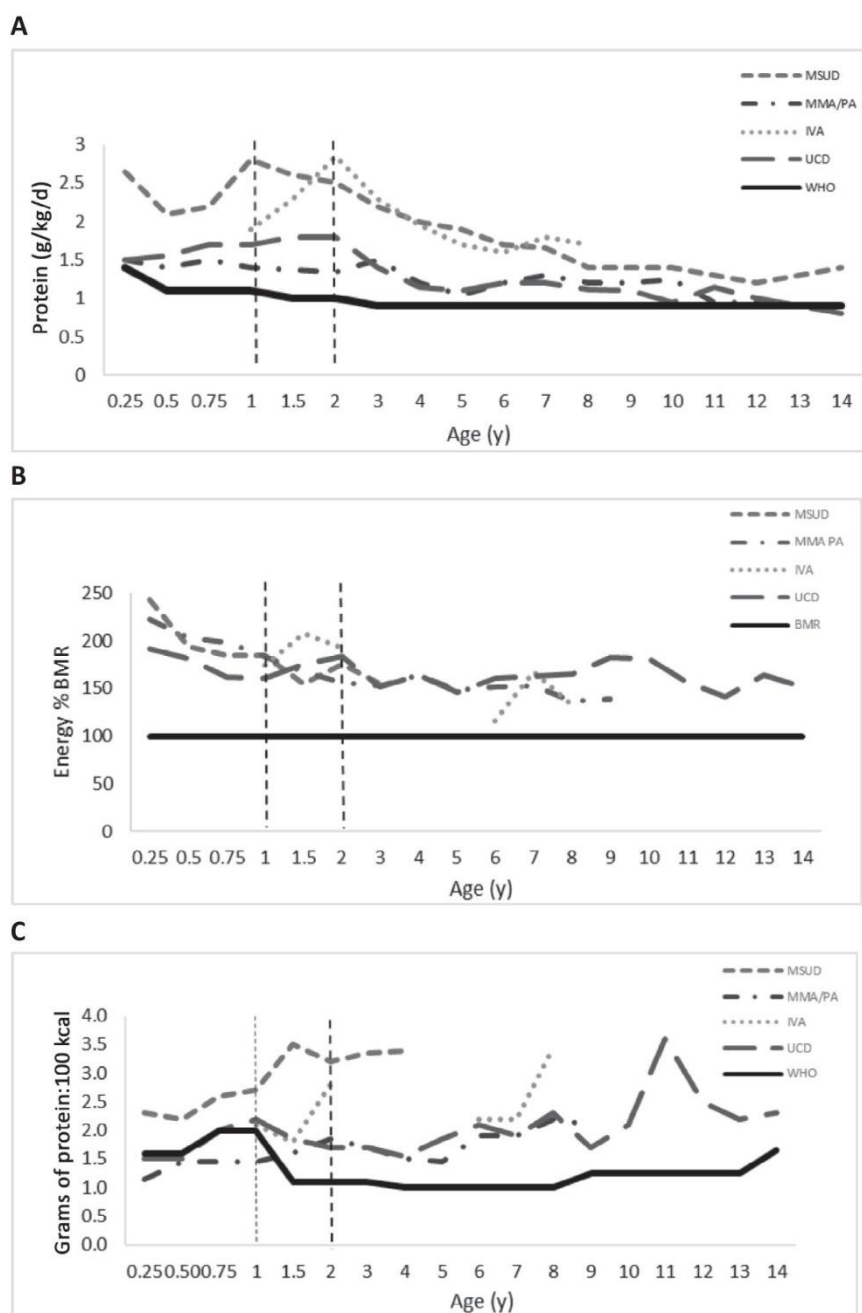 A
MSUD
MMA/PA
IVA
UCD
WHO
3
2.5
2
1.5
1
0.5
0
Protein (g/kg/d)
0.25 0.5 0.75 1 1.5 2 3 4 5 6 7 8 9 10 11 12 13 14
Age (y)
B
MSUD
MMA PA
IVA
UCD
BMR
250
200
150
100
50
0
Energy % BMR
0.25 0.5 0.75 1 1.5 2 3 4 5 6 7 8 9 10 11 12 13 14
Age (y)
C
MSUD
MMA/PA
IVA
UCD
WHO
4.0
3.5
3.0
2.5
2.0
1.5
1.0
0.5
0.0
Grams of protein:100 kcal
0.25 0.50 0.75 1 1.5 2 3 4 5 6 7 8 9 10 11 12 13 14
Age (y)